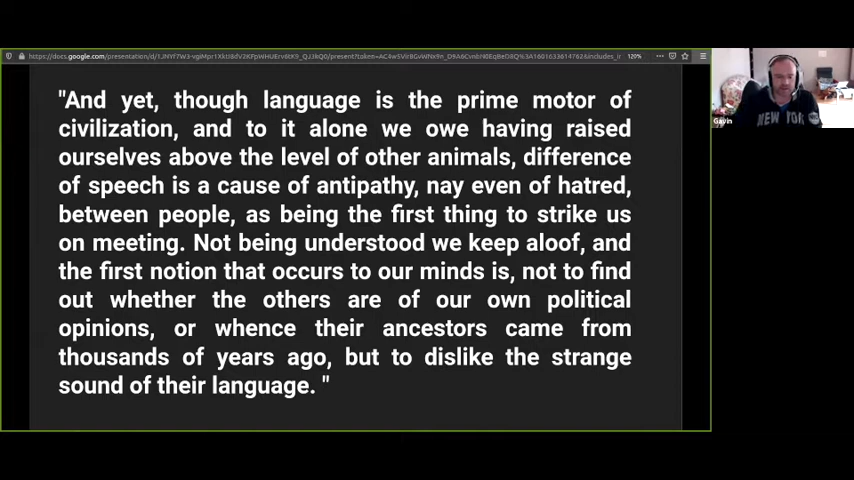 120%
"And yet, though language is the prime motor of
civilization, and to it alone we owe having raised
ourselves above the level of other animals, difference
of speech is a cause of antipathy, nay even of hatred,
between people, as being the first thing to strike us
on meeting. Not being understood we keep aloof, and
the first notion that occurs to our minds is, not to find
out whether the others are of our own political
opinions, or whence their ancestors came from
thousands of years ago, but to dislike the strange
sound of their language. "
NEW YORK
Gavin